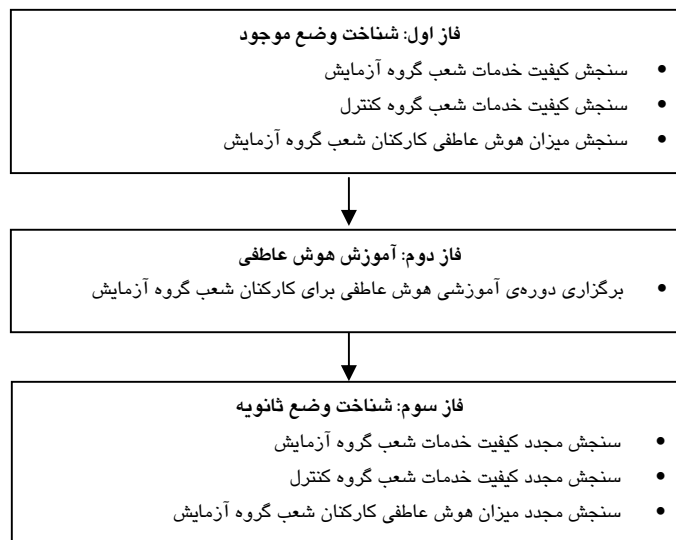 فاز اول: شناخت وضع موجود
• سنجش کیفیت خدمات شعب گروه آزمایش
• سنجش کیفیت خدمات شعب گروه کنترل
• سنجش میزان هوش عاطفی کارکنان شعب گروه آزمایش
فاز دوم: آموزش هوش عاطفی
• برگزاری دوره‌ی آموزشی هوش عاطفی برای کارکنان شعب گروه آزمایش
فاز سوم: شناخت وضع ثانویه
• سنجش مجدد کیفیت خدمات شعب گروه آزمایش
• سنجش مجدد کیفیت خدمات شعب گروه کنترل
• سنجش مجدد میزان هوش عاطفی کارکنان شعب گروه آزمایش